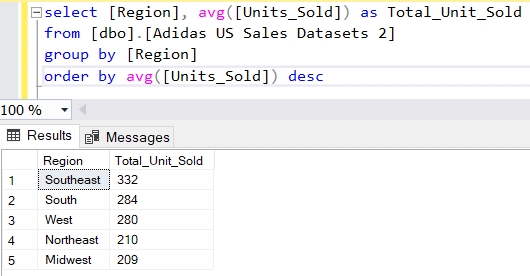 select [Region], avg([Units_Sold]) as Total_Unit_Sold
from [dbo].[Adidas US Sales Datasets 2]
group by [Region]
order by avg([Units_Sold]) desc
100 %
Results Messages
Region Total_Unit_Sold
1 Southeast 332
2 South 284
3 West 280
4 Northeast 210
5 Midwest 209